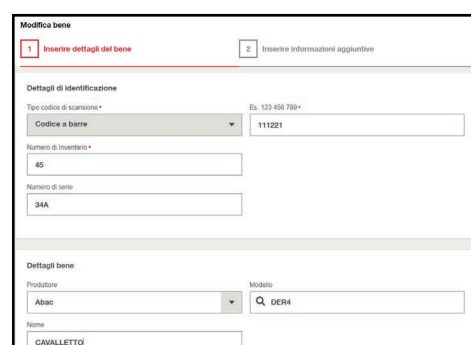 Modifica bene
1 Inserire dettagli del bene 2 Inserire informazioni aggiuntive
Dettagli di identificazione
Tipo codice di scansione • Es. 123 456 789 •
Codice a barre 111221
Numero di inventario •
45
Numero di serie
34A
Dettagli bene
Produttore Modello
Abac DER4
Nome
CAVALLETTO